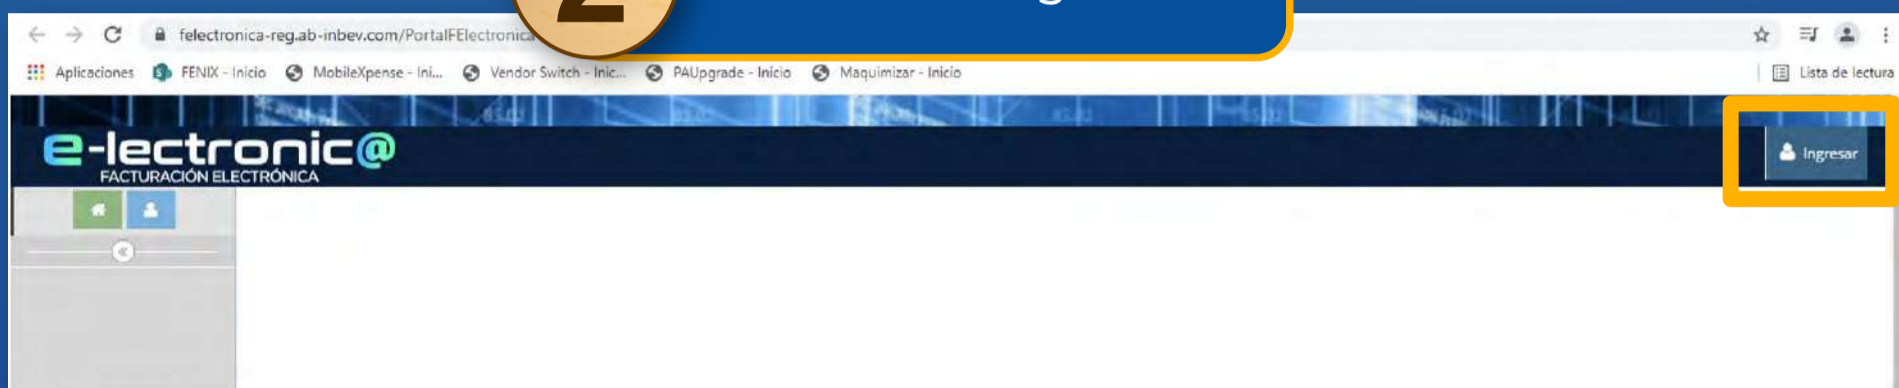 2
felectronica-reg.ab-inbev.com/PortalFElectronica
Aplicaciones FENIX - Inicio MobileXpense - Ini... Vendor Switch - Inic... PAUpgrade - Inicio Maquimizar - Inicio Lista de lectura
e-lectronic@ Ingresar
FACTURACIÓN ELECTRÓNICA